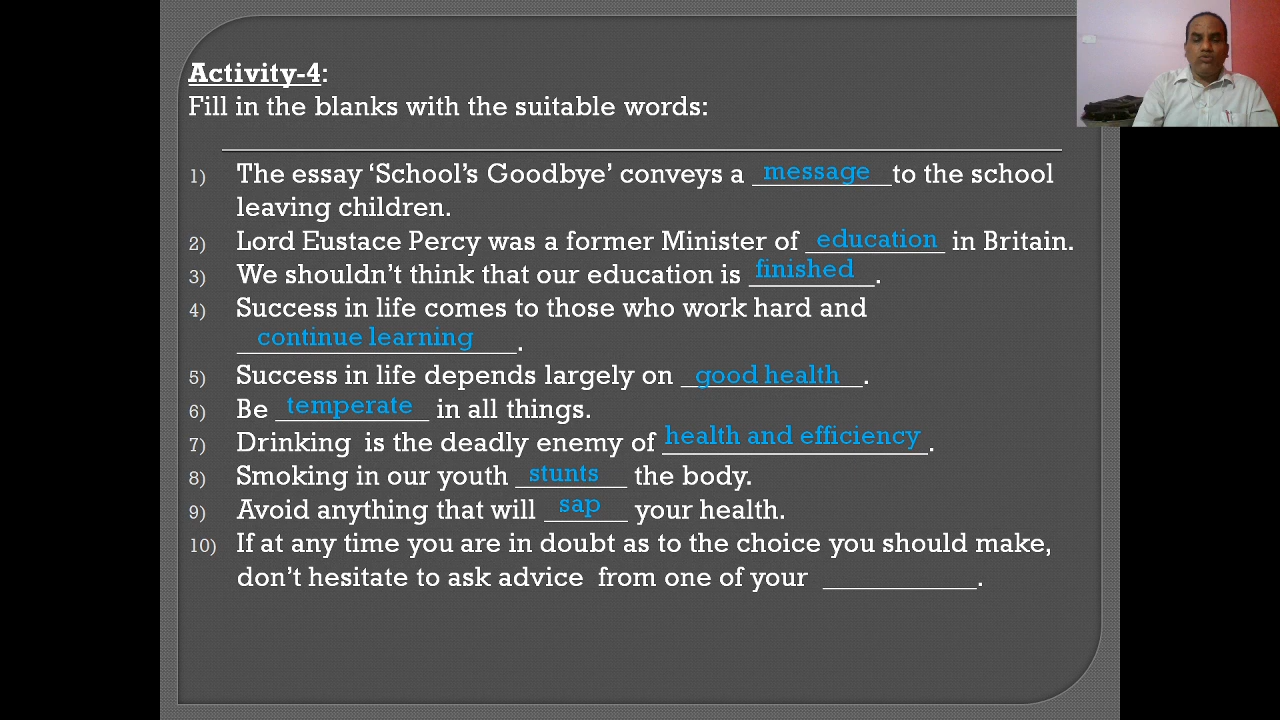 Activity-4:
Fill in the blanks with the suitable words:
1) The essay ‘School’s Goodbye’ conveys a message to the school
leaving children.
2) Lord Eustace Percy was a former Minister of education in Britain.
3) We shouldn’t think that our education is finished.
4) Success in life comes to those who work hard and
continue learning.
5) Success in life depends largely on good health.
6) Be temperate in all things.
7) Drinking is the deadly enemy of health and efficiency.
8) Smoking in our youth stunts the body.
9) Avoid anything that will sap your health.
10) If at any time you are in doubt as to the choice you should make,
don’t hesitate to ask advice from one of your ___________.